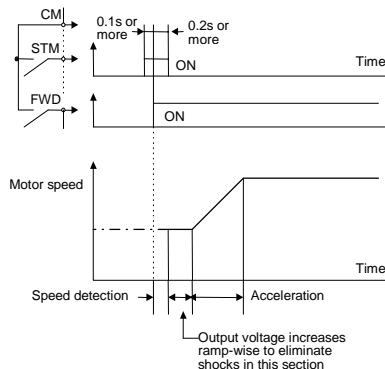 CM
0.1s or
more
0.2s or
more
STM
ON
Time
FWD
ON
Motor speed
Time
Speed detection
Acceleration
Output voltage increases
ramp-wise to eliminate
shocks in this section